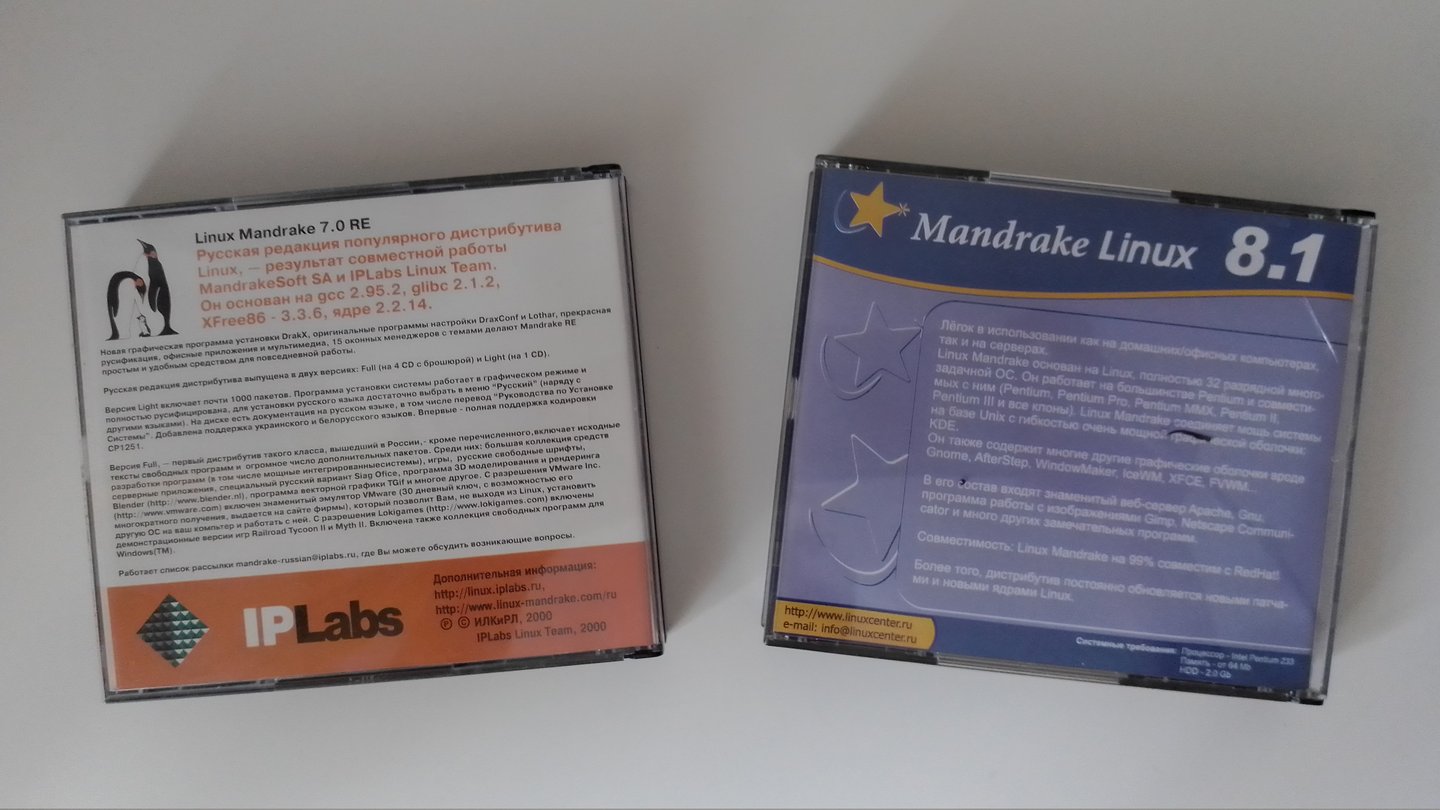 Linux Mandrake 7.0 RE
Русская редакция популярного дистрибутива
Linux, — результат совместной работы
MandrakeSoft SA и IPLabs Linux Team.
Он основан на gcc 2.95.2, glibc 2.1.2,
XFree86 - 3.3.6, ядре 2.2.14.
Новая графическая программа установки DrakX, оригинальные программы настройки DraxConf и Lothar, прекрасная
русификация, офисные приложения и мультимедиа, 15 оконных менеджеров с темами делают Mandrake RE
простым и удобным средством для повседневной работы.
Русская редакция дистрибутива выпущена в двух версиях: Full (на 4 CD с брошюрой) и Light (на 1 CD).
Версия Light включает почти 1000 пакетов. Программа установки системы работает в графическом режиме и
полностью русифицирована, для установки русского языка достаточно выбрать в меню "Русский" (наряду с
другими языками). На диске есть документация на русском языке, в том числе перевод "Руководства по Установке
Системы". Добавлена поддержка украинского и белорусского языков. Впервые - полная поддержка кодировки
CP1251.
Версия Full, — первый дистрибутив такого класса, вышедший в России,- кроме перечисленного,включает исходные
тексты свободных программ и огромное число дополнительных пакетов. Среди них: большая коллекция средств
разработки программ (в том числе мощные интегрированныесистемы), игры, русские свободные шрифты,
серверные приложения, специальный русский вариант Siag Ofice, программа 3D моделирования и рендеринга
Blender (http://www.blender.nl), программа векторной графики TGif и многое другое. С разрешения VMware Inc.
(http://www.vmware.com) включен знаменитый эмулятор VMware (30 дневный ключ, с возможностью его
многократного получения, выдается на сайте фирмы), который позволит Вам, не выходя из Linux, установить
другую ОС на ваш компьтер и работать с ней. С разрешения Lokigames (http://www.lokigames.com) включены
демонстрационные версии игр Railroad Tycoon II и Myth II. Включена также коллекция свободных программ для
Windows(TM).
Работает список рассылки mandrake-russian@iplabs.ru, где Вы можете обсудить возникающие вопросы.
IPLabs
Дополнительная информация:
http://linux.iplabs.ru,
http://www.linux-mandrake.com/ru
℗ © ИЛКиРЛ, 2000
IPLabs Linux Team, 2000
Mandrake Linux 8.1
Лёгок в использовании как на домашних/офисных компьютерах,
так и на серверах.
Linux Mandrake основан на Linux, полностью 32 разрядной много-
задачной ОС. Он работает на большинстве Pentium и совмести-
мых с ним (Pentium, Pentium Pro, Pentium MMX, Pentium II,
Pentium III и все клоны). Linux Mandrake соединяет мощь системы
на базе Unix с гибкостью очень мощной графической оболочки:
KDE.
Он также содержит многие другие графические оболочки вроде
Gnome, AfterStep, WindowMaker, IceWM, XFCE, FVWM...
В его состав входят знаменитый веб-сервер Apache, Gnu,
программа работы с изображениями Gimp, Netscape Communi-
cator и много других замечательных программ.
Совместимость: Linux Mandrake на 99% совместим с RedHat!
Более того, дистрибутив постоянно обновляется новыми патча-
ми и новыми ядрами Linux.
http://www.linuxcenter.ru
e-mail: info@linuxcenter.ru
Системные требования: Процессор - Intel Pentium 233
Память - от 64 Mb
HDD - 2.0 Gb